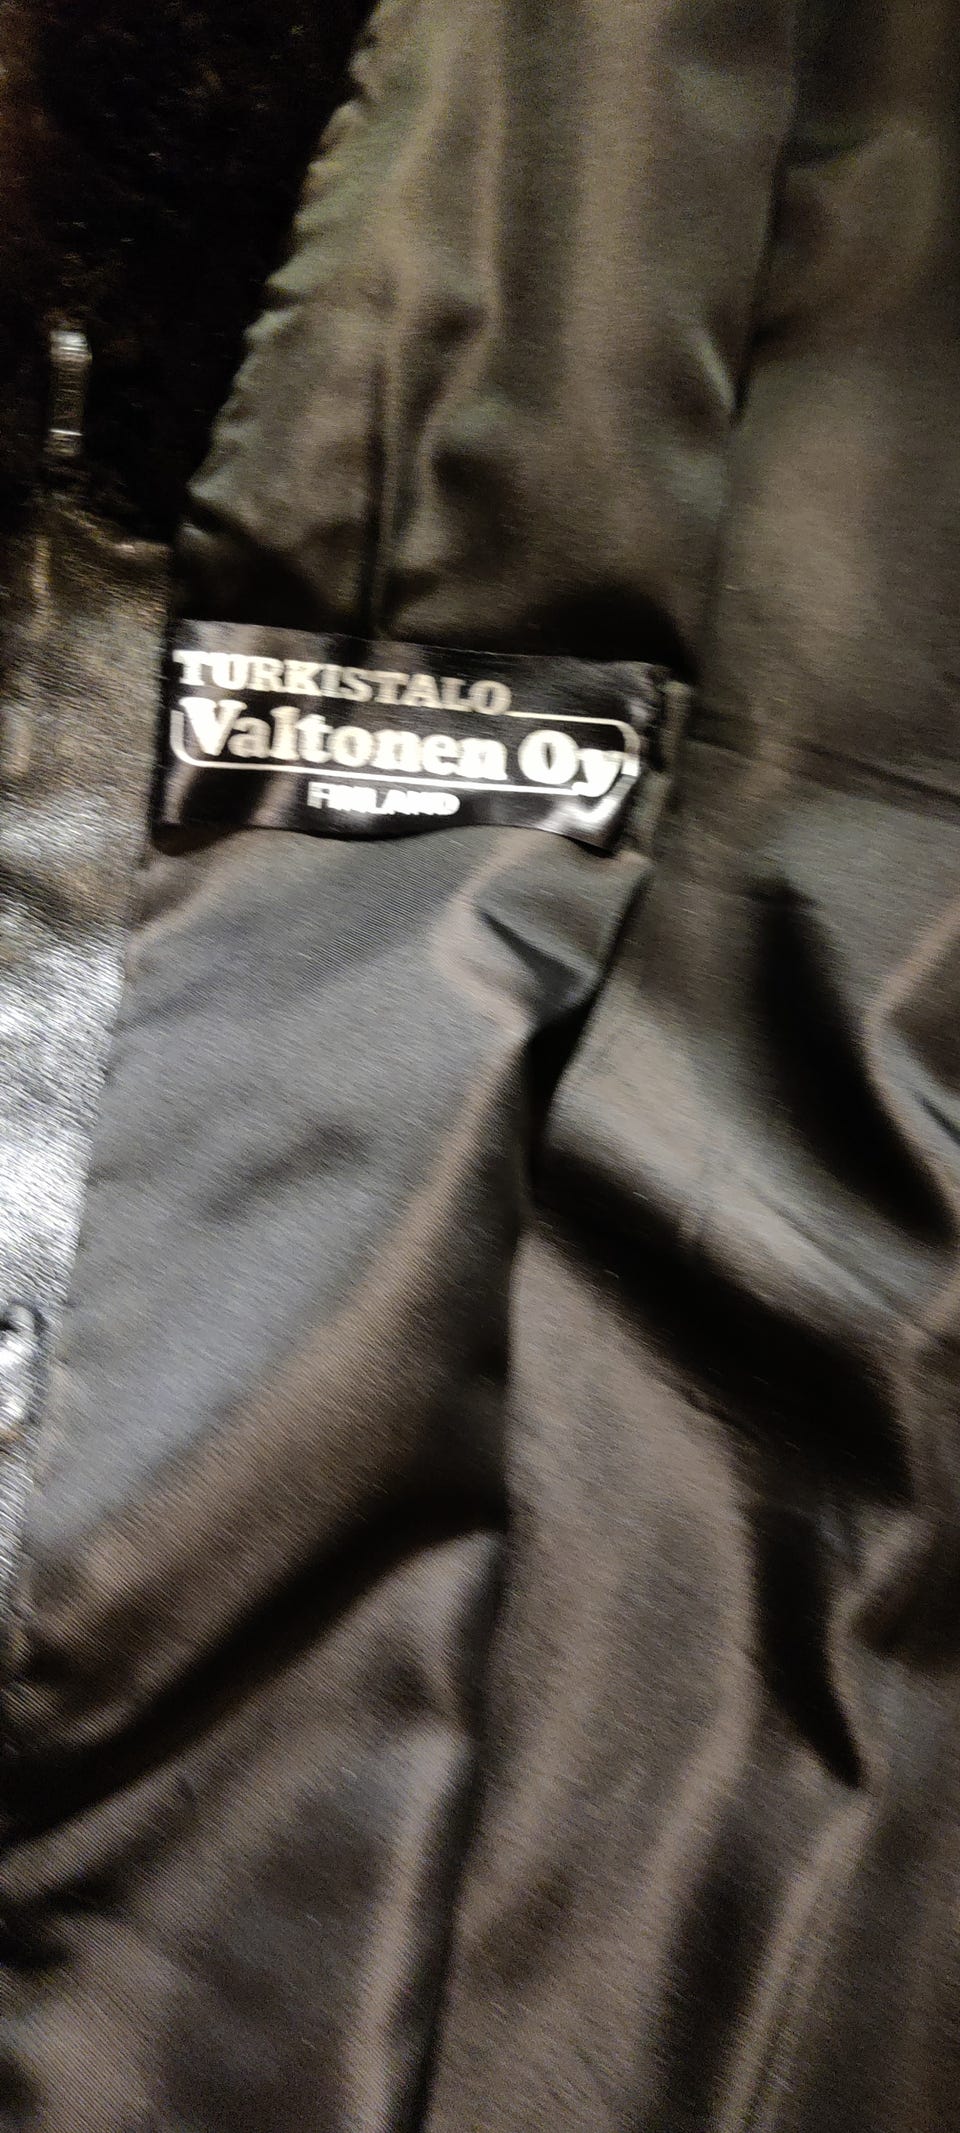 TURKISTALO
Valtonen Oy
FINLAND